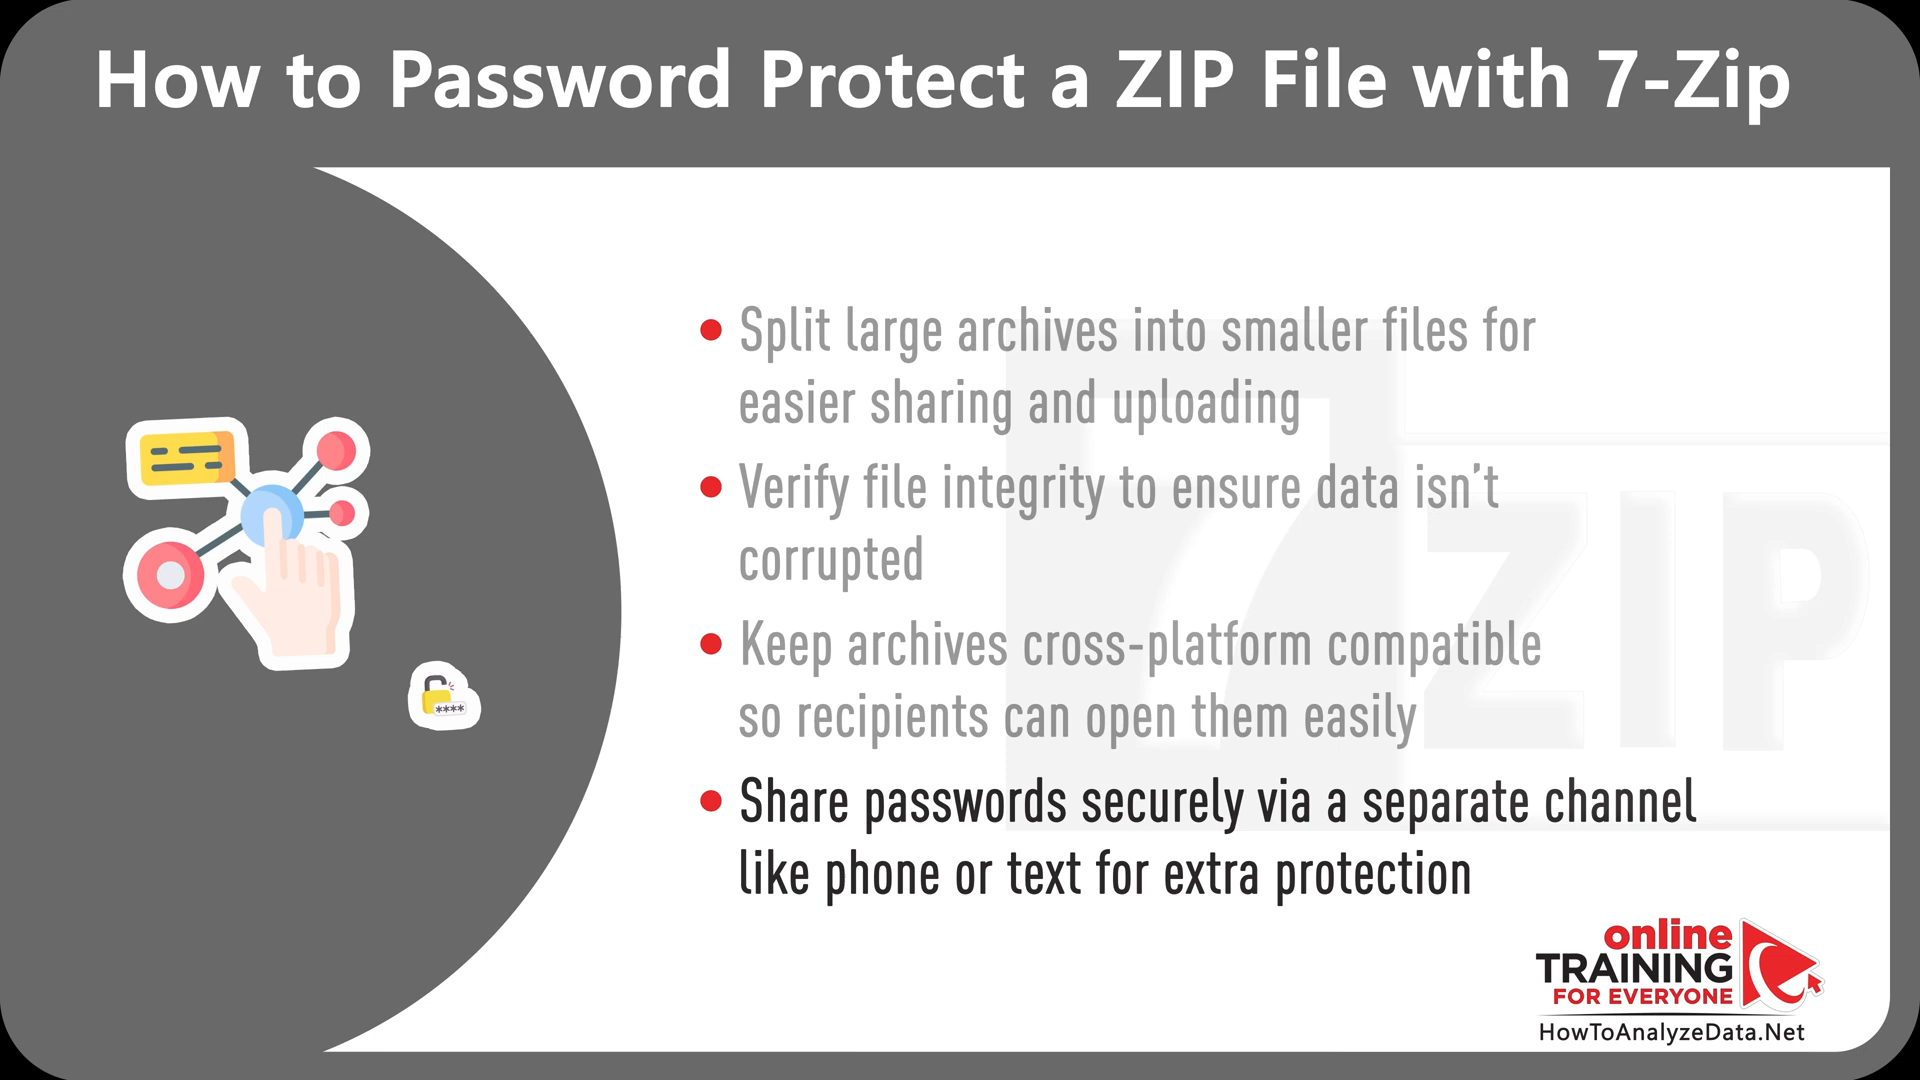 How to Password Protect a ZIP File with 7-Zip
• Split large archives into smaller files for
easier sharing and uploading
• Verify file integrity to ensure data isn’t
corrupted
• Keep archives cross-platform compatible
so recipients can open them easily
• Share passwords securely via a separate channel
like phone or text for extra protection
7ZIP
****
online
TRAINING
FOR EVERYONE
HowToAnalyzeData.Net